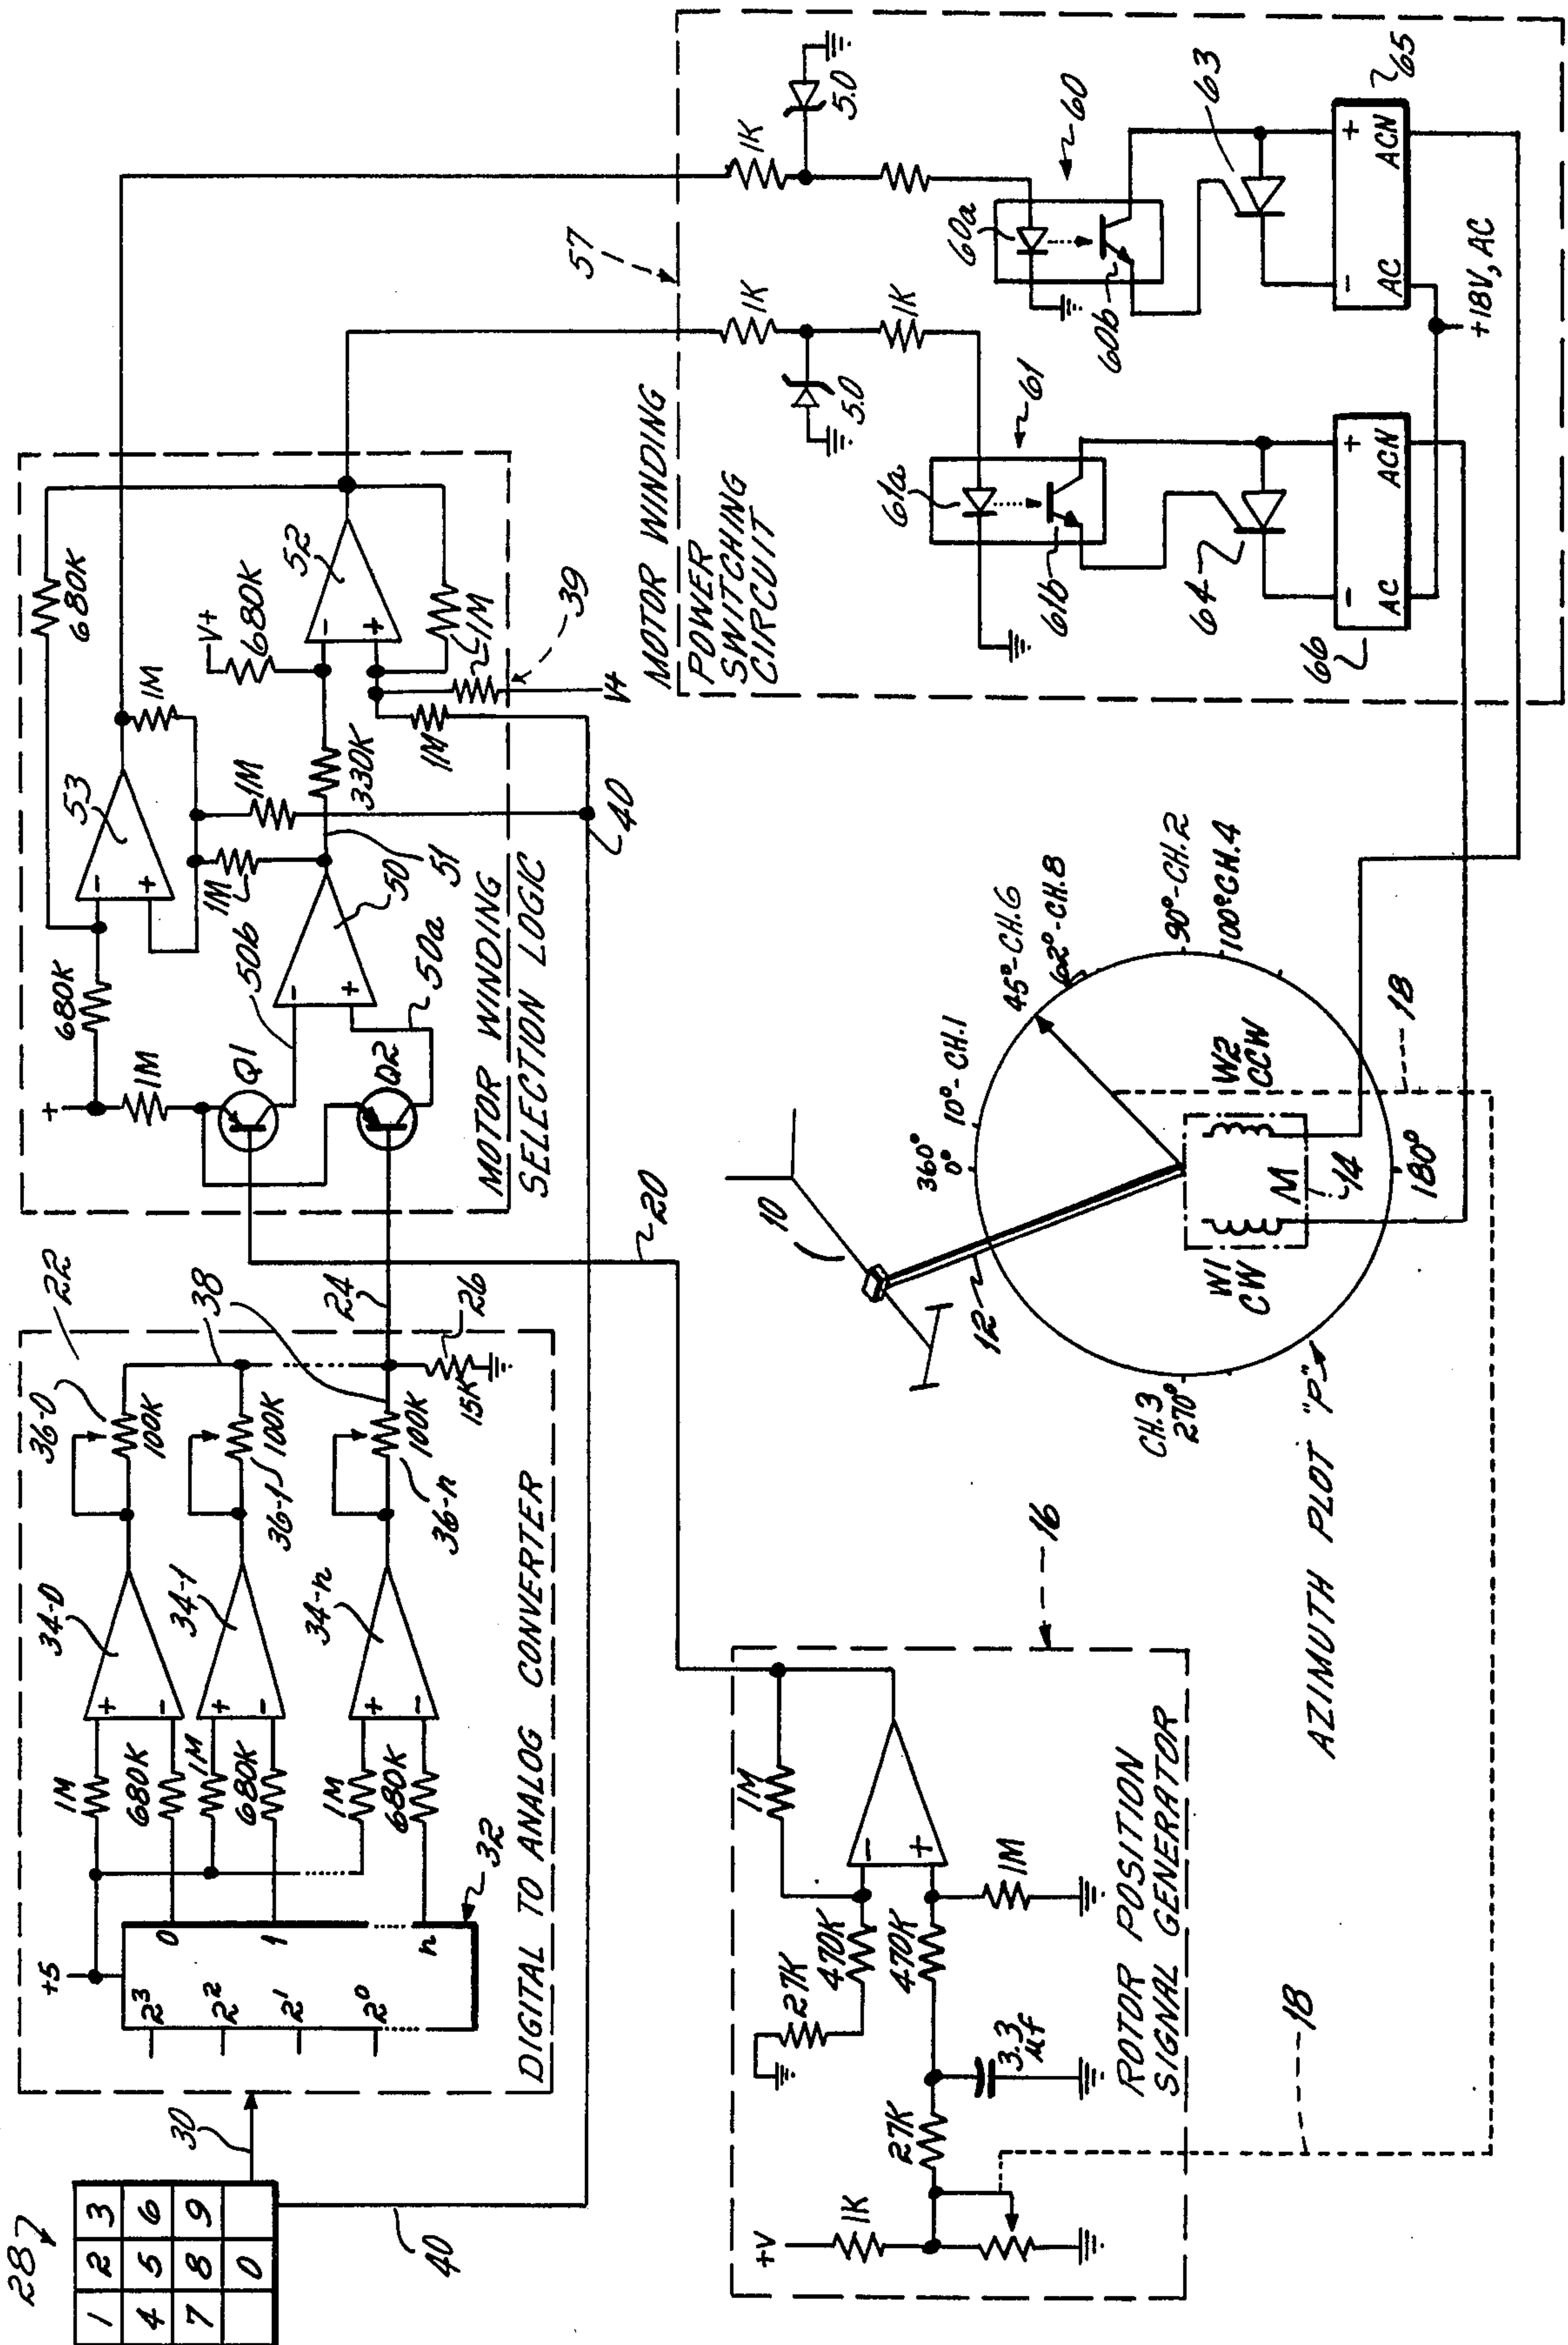 28
1 2 3
4 5 6
7 8 9
0
30
40
+5
2³
2²
2¹
2⁰
0
1
n
32
1M
680K
1M
680K
1M
680K
34-0
34-1
34-n
36-0
100K
36-1
100K
100K
36-n
22
38
24
26
15K
DIGITAL TO ANALOG CONVERTER
20
+
680K
1M
Q1
Q2
50b
50a
50
51
53
-
+
1M
1M
1M
680K
V+
680K
330K
52
-
+
1M
1M
V+
39
40
MOTOR WINDING
SELECTION LOGIC
57
MOTOR WINDING
POWER
SWITCHING
CIRCUIT
1K
5.0
1K
1K
5.0
60
60a
60b
61
61a
61b
63
64
+
-
AC
ACN
65
+
-
AC
ACN
66
+18V, AC
+V
1K
27K
3.3
µf
27K
470K
470K
1M
1M
-
+
16
ROTOR POSITION
SIGNAL GENERATOR
18
18
10
12
14
360°
0°
10°-CH.1
45°-CH.6
62°-CH.8
90°-CH.2
100°CH.4
180°
CH.3
270°
W1
CW
M
W2
CCW
AZIMUTH PLOT "P"